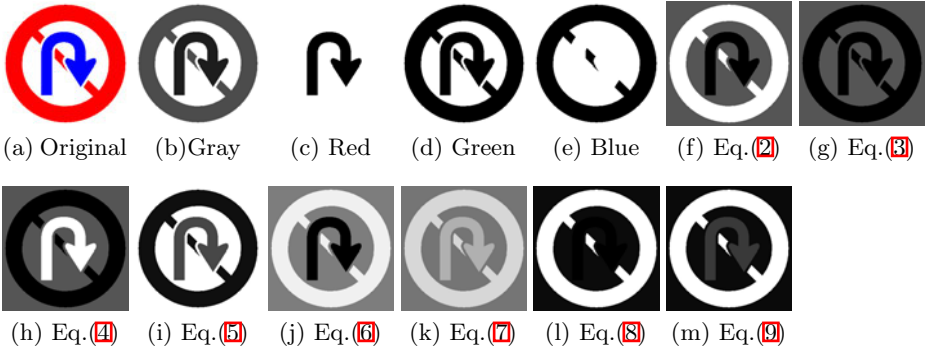 (a) Original (b)Gray (c) Red (d) Green (e) Blue (f) Eq.(2) (g) Eq.(3)
(h) Eq.(4) (i) Eq.(5) (j) Eq.(6) (k) Eq.(7) (l) Eq.(8) (m) Eq.(9)